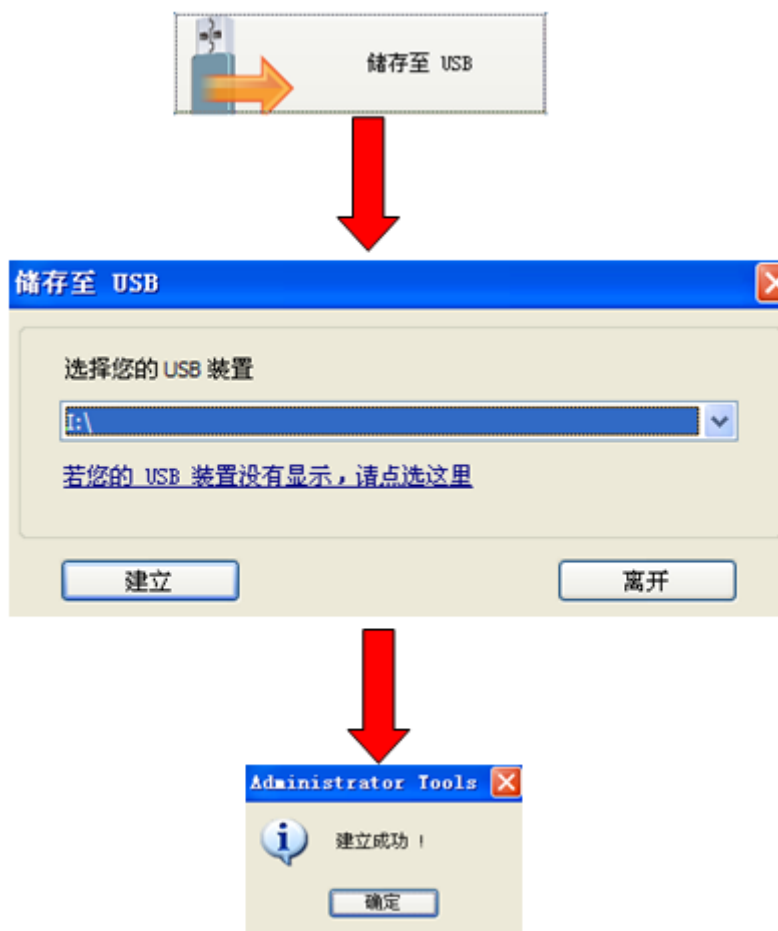 储存至 USB
储存至 USB
选择您的 USB 装置
I:\
若您的 USB 装置没有显示，请点选这里
建立
离开
Administrator Tools
建立成功 !
确定